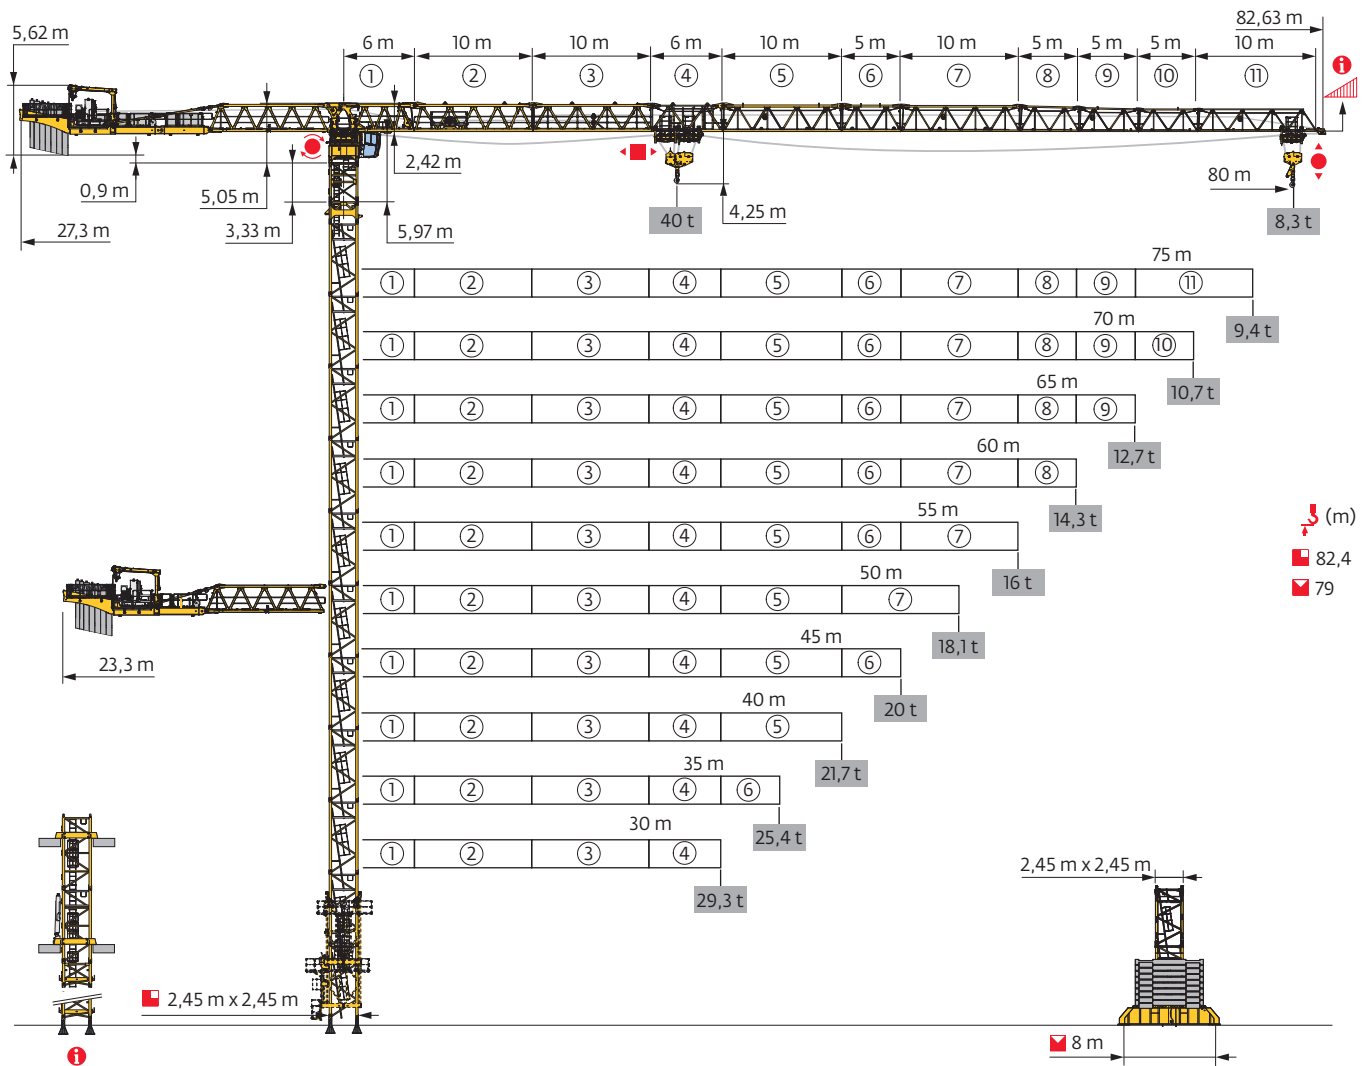 5,62 m
82,63 m
6 m 10 m 10 m 6 m 10 m 5 m 10 m 5 m 5 m 5 m 10 m
1 2 3 4 5 6 7 8 9 10 11
i
2,42 m
0,9 m
5,05 m
80 m
4,25 m
40 t
8,3 t
27,3 m
3,33 m
5,97 m
75 m
1 2 3 4 5 6 7 8 9 11
9,4 t
70 m
1 2 3 4 5 6 7 8 9 10
10,7 t
65 m
1 2 3 4 5 6 7 8 9
12,7 t
60 m
1 2 3 4 5 6 7 8
14,3 t
(m)
82,4
79
55 m
1 2 3 4 5 6 7
16 t
50 m
1 2 3 4 5 7
18,1 t
23,3 m
45 m
1 2 3 4 5 6
20 t
40 m
1 2 3 4 5
21,7 t
35 m
1 2 3 4 6
25,4 t
30 m
1 2 3 4
29,3 t
2,45 m x 2,45 m
2,45 m x 2,45 m
8 m
i